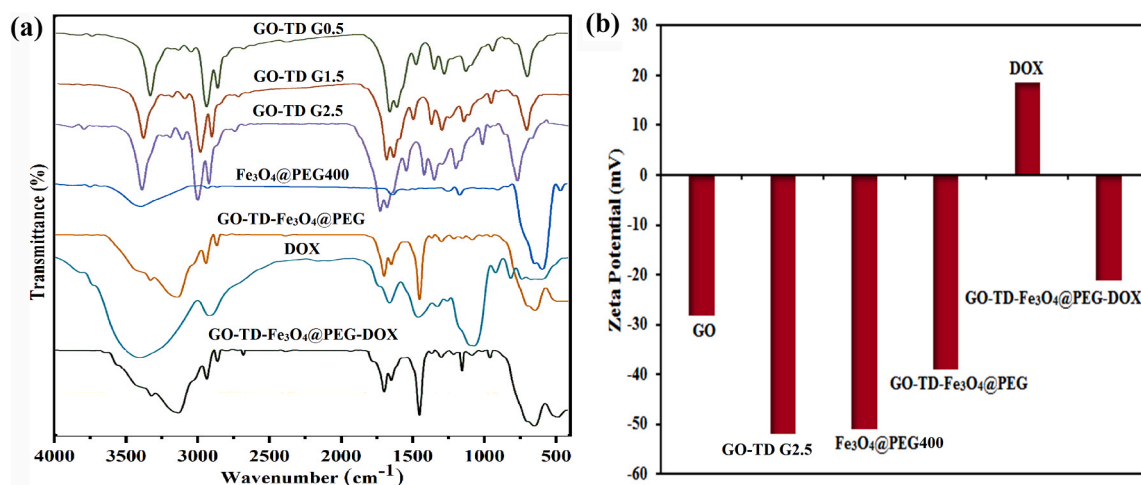 (a)
GO-TD G0.5
GO-TD G1.5
GO-TD G2.5
Fe₃O₄@PEG400
GO-TD-Fe₃O₄@PEG
DOX
GO-TD-Fe₃O₄@PEG-DOX
Transmittance (%)
4000 3500 3000 2500 2000 1500 1000 500
Wavenumber (cm⁻¹)
(b)
Zeta Potential (mV)
30
20
10
0
-10
-20
-30
-40
-50
-60
DOX
GO-TD-Fe₃O₄@PEG-DOX
GO
GO-TD-Fe₃O₄@PEG
GO-TD G2.5
Fe₃O₄@PEG400